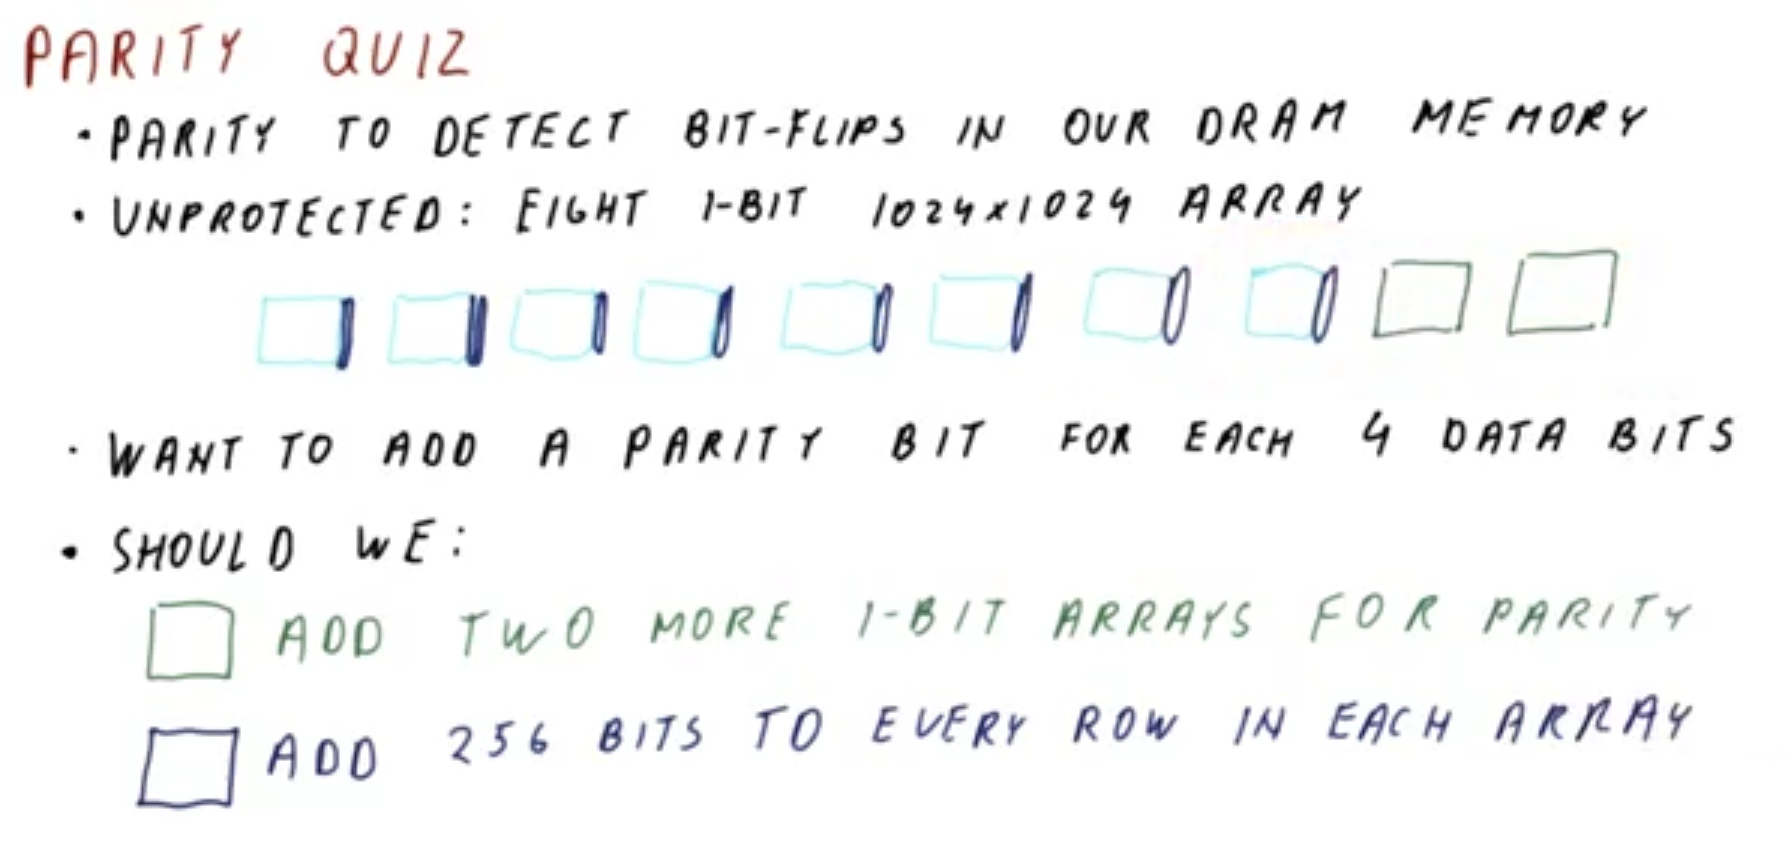 PARITY QUIZ
• PARITY TO DETECT BIT-FLIPS IN OUR DRAM MEMORY
• UNPROTECTED: EIGHT 1-BIT 1024x1024 ARRAY
• WANT TO ADD A PARITY BIT FOR EACH 4 DATA BITS
• SHOULD WE:
ADD TWO MORE 1-BIT ARRAYS FOR PARITY
ADD 256 BITS TO EVERY ROW IN EACH ARRAY